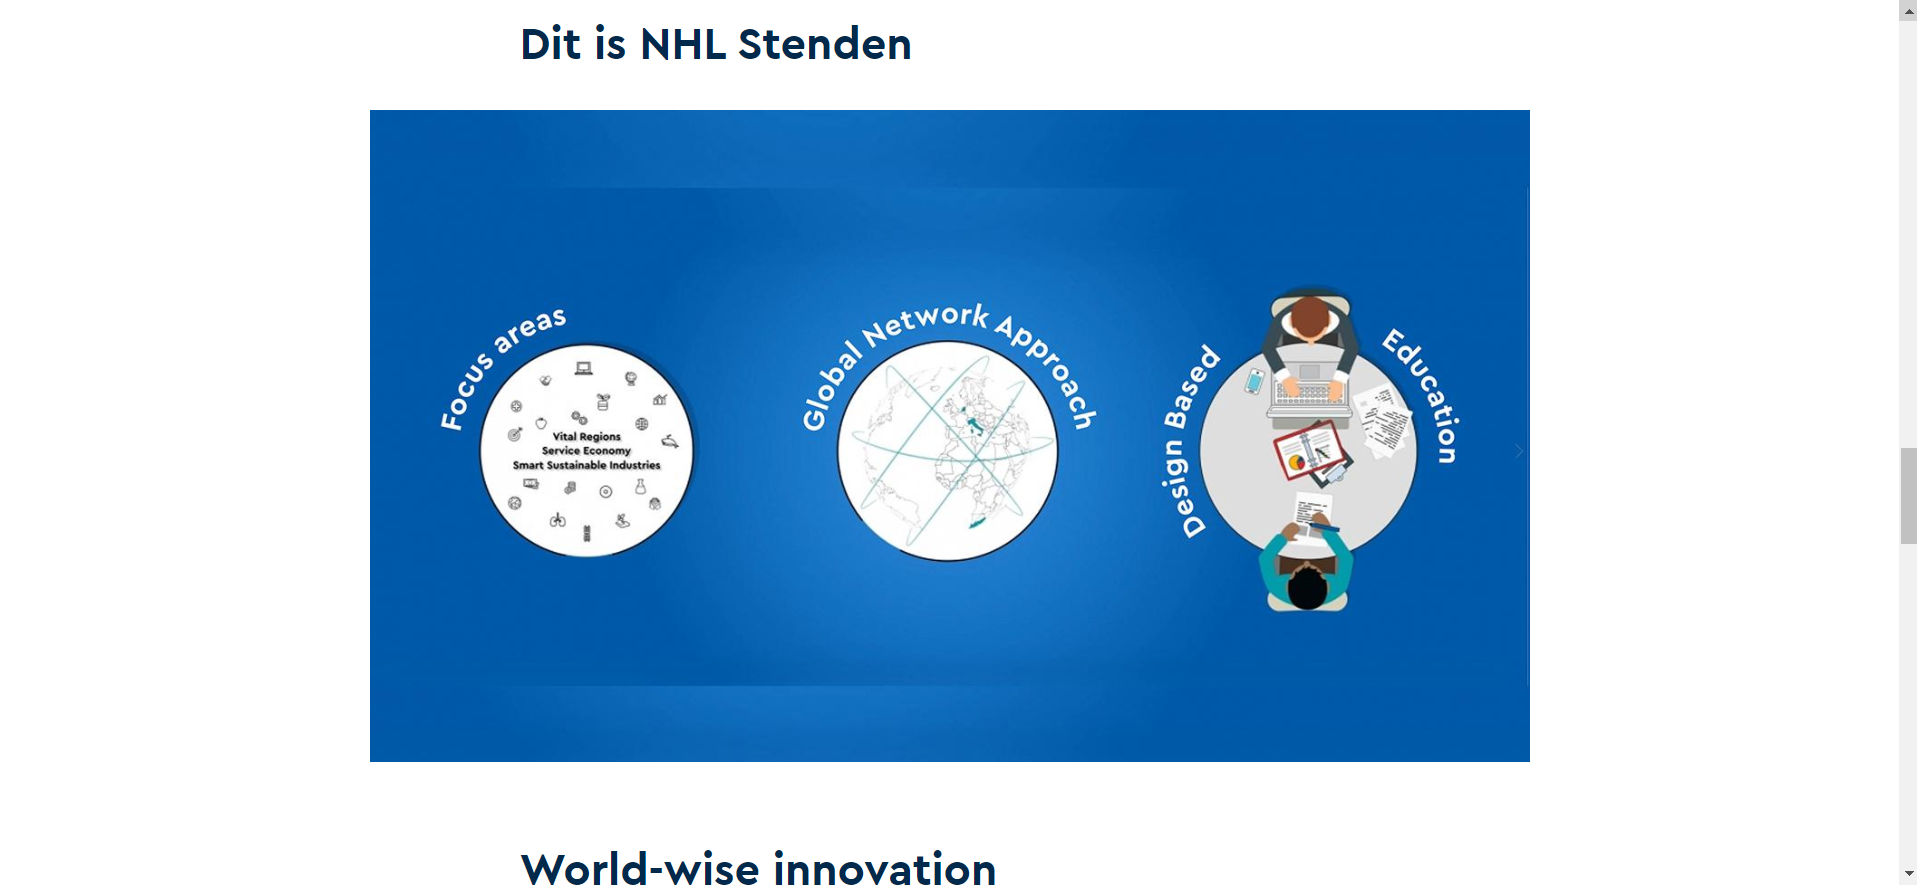 Dit is NHL Stenden
Focus areas
Vital Regions
Service Economy
Smart Sustainable Industries
Global Network Approach
Design Based
Education
World-wise innovation